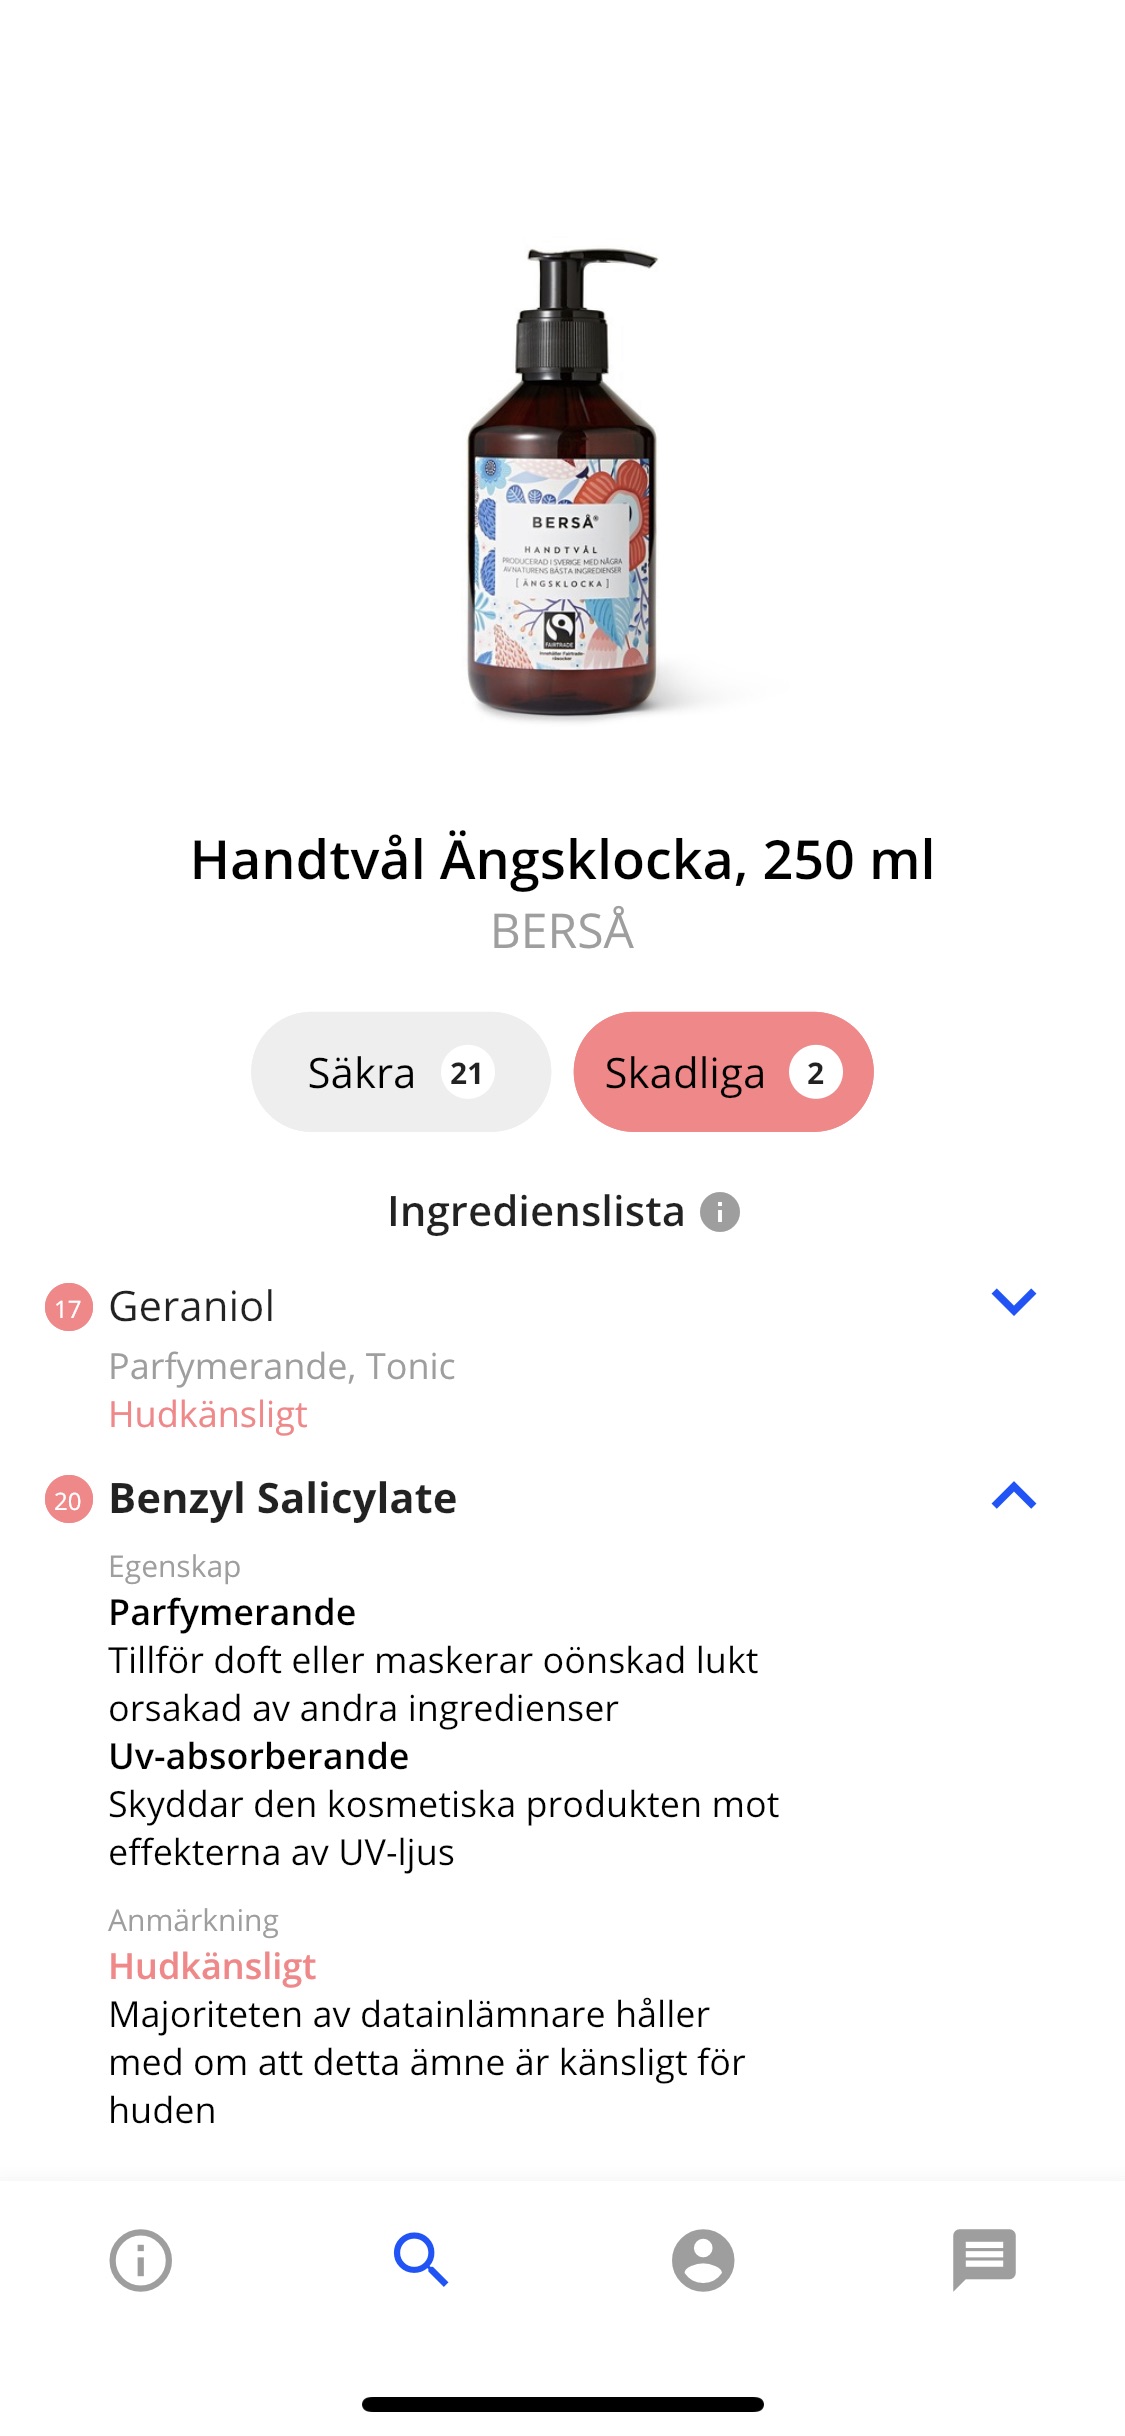 BERSÅ®
HANDTVÅL
PRODUCERAD I SVERIGE MED NÅGRA
AV NATURENS BÄSTA INGREDIENSER
[ÄNGSKLOCKA]
FAIRTRADE
Innehåller Fairtrade-
råsocker
Handtvål Ängsklocka, 250 ml
BERSÅ
Säkra 21
Skadliga 2
Ingredienslista
17 Geraniol
Parfymerande, Tonic
Hudkänsligt
20 Benzyl Salicylate
Egenskap
Parfymerande
Tillför doft eller maskerar oönskad lukt
orsakad av andra ingredienser
Uv-absorberande
Skyddar den kosmetiska produkten mot
effekterna av UV-ljus
Anmärkning
Hudkänsligt
Majoriteten av datainlämnare håller
med om att detta ämne är känsligt för
huden